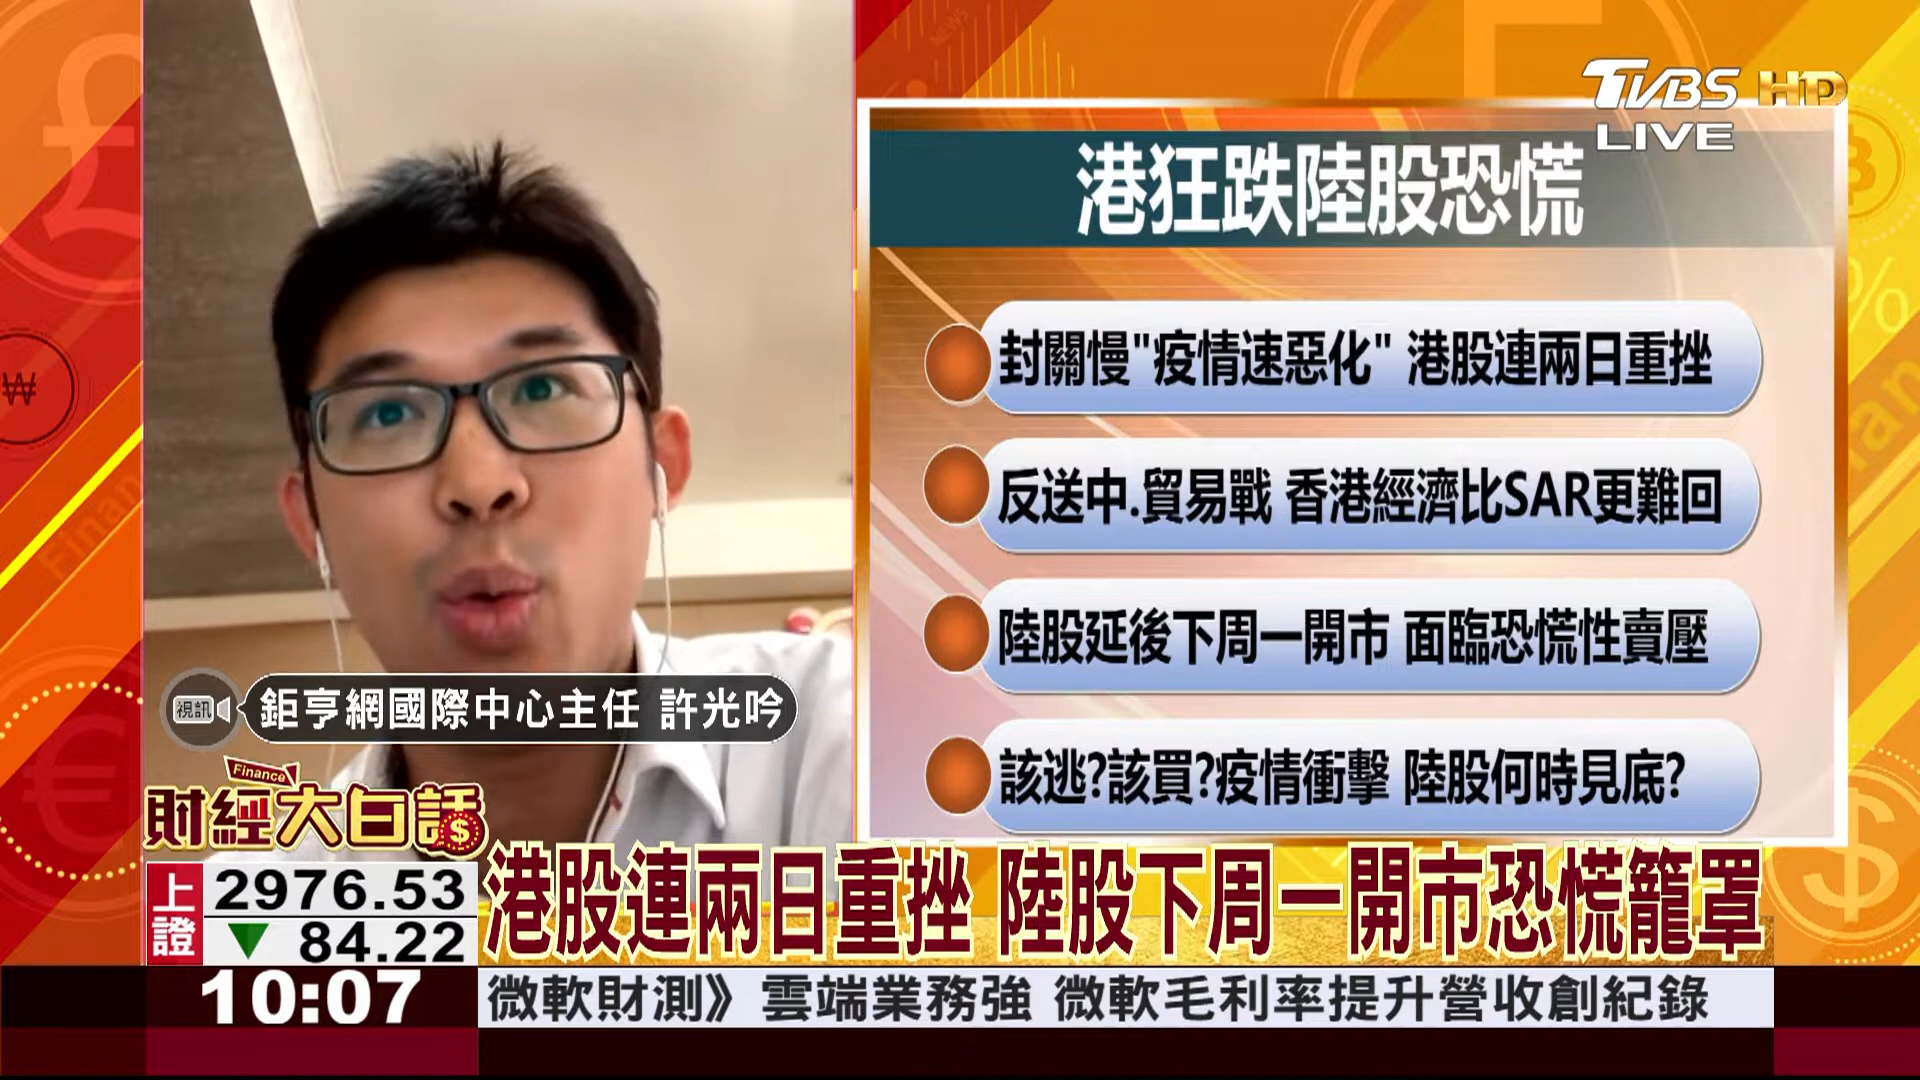 TVBS HD
LIVE
港狂跌陸股恐慌
封關慢"疫情速惡化" 港股連兩日重挫
反送中.貿易戰 香港經濟比SAR更難回
陸股延後下周一開市 面臨恐慌性賣壓
該逃?該買?疫情衝擊 陸股何時見底?
視訊
鉅亨網國際中心主任 許光吟
Finance
財經大白話
上證
2976.53
▼ 84.22
港股連兩日重挫 陸股下周一開市恐慌籠罩
10:07
微軟財測》雲端業務強 微軟毛利率提升營收創紀錄